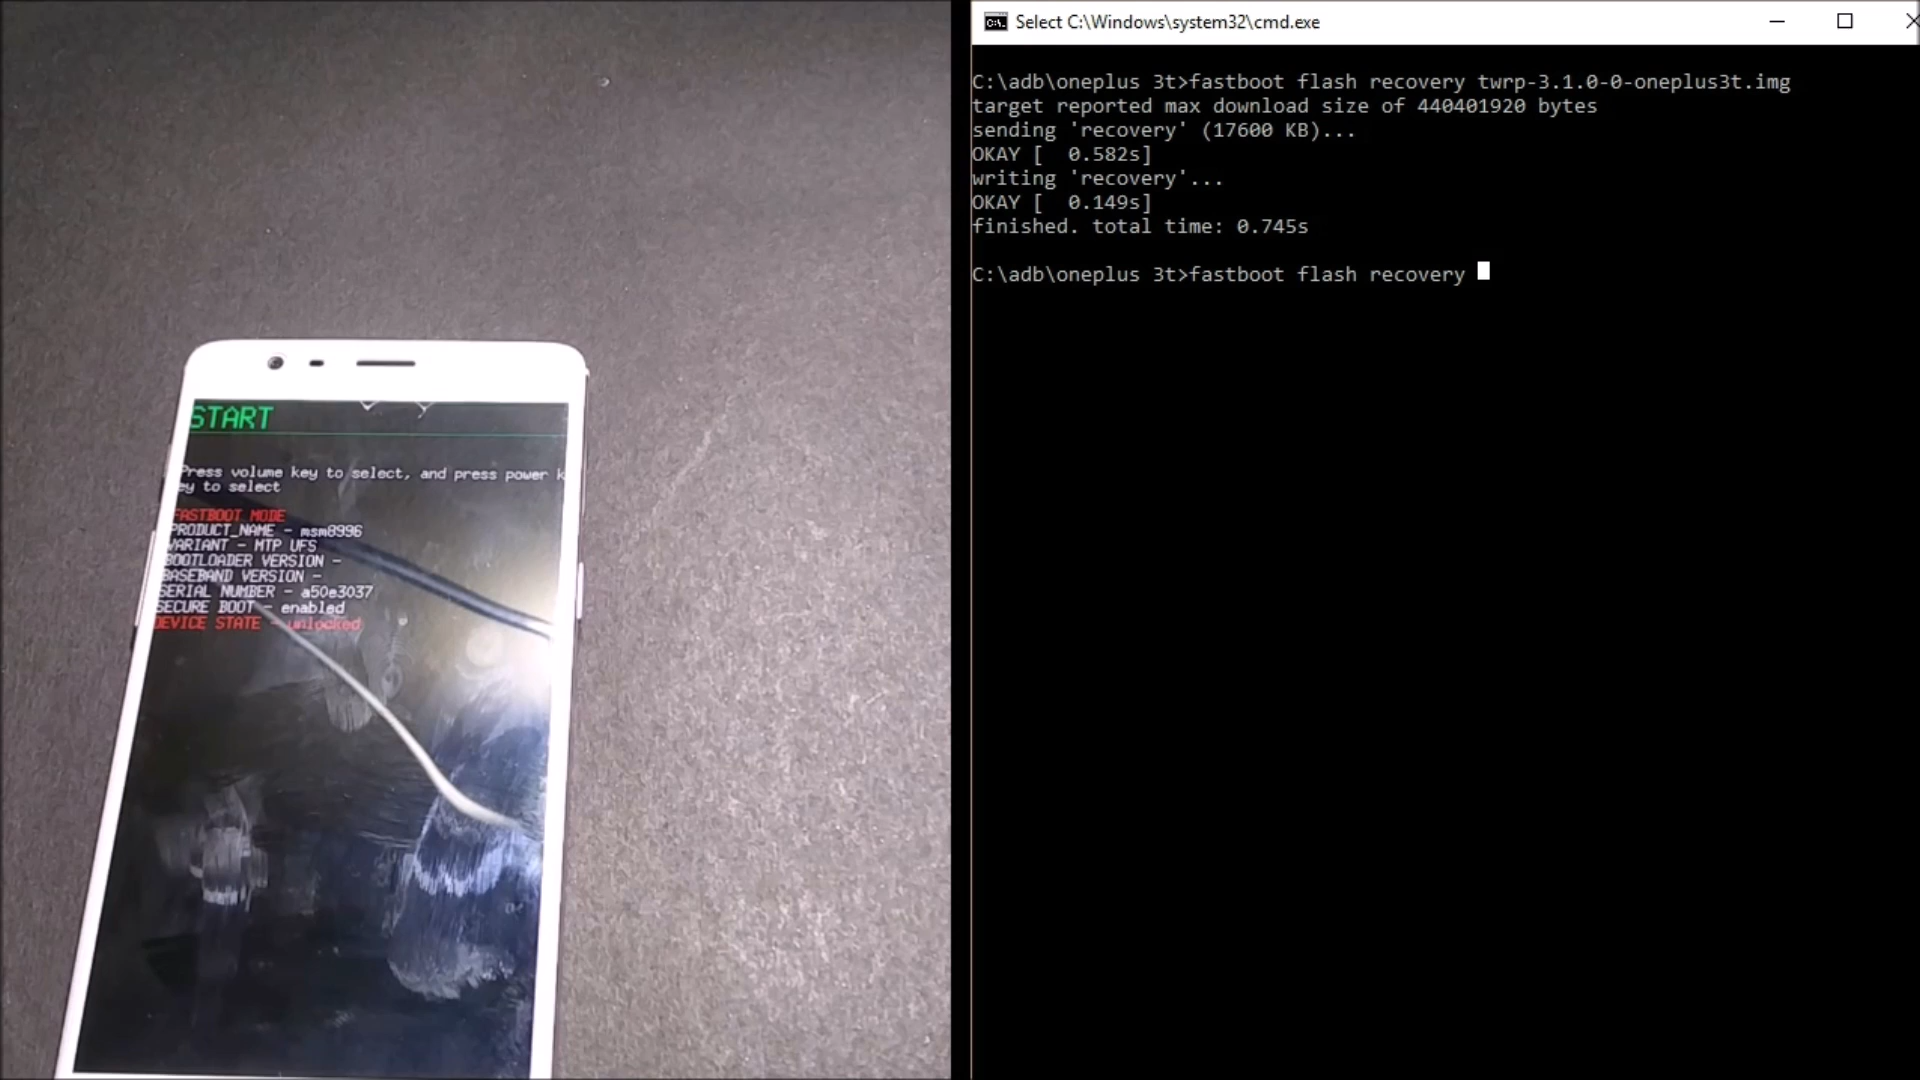 START
Press volume key to select, and press power k
ey to select
FASTBOOT MODE
PRODUCT_NAME - msm8996
VARIANT - MTP UFS
BOOTLOADER VERSION -
BASEBAND VERSION -
SERIAL NUMBER - a50e3037
SECURE BOOT - enabled
DEVICE STATE - unlocked
Select C:\Windows\system32\cmd.exe
C:\adb\oneplus 3t>fastboot flash recovery twrp-3.1.0-0-oneplus3t.img
target reported max download size of 440401920 bytes
sending 'recovery' (17600 KB)...
OKAY [  0.582s]
writing 'recovery'...
OKAY [  0.149s]
finished. total time: 0.745s
C:\adb\oneplus 3t>fastboot flash recovery